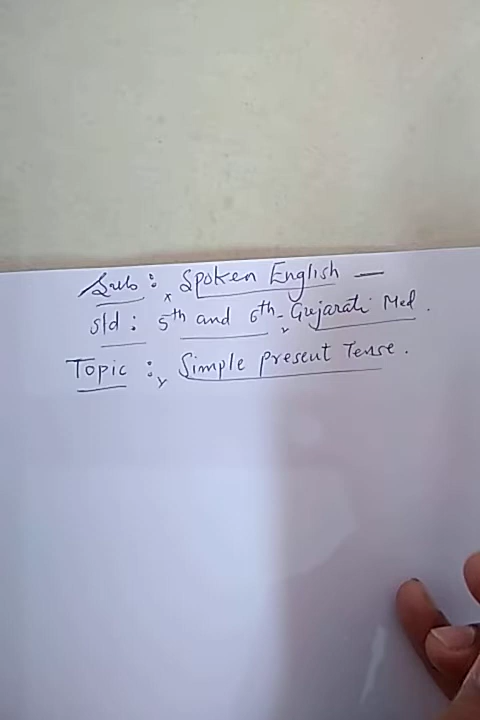 Sub: Spoken English —
Std: 5th and 6th - Gujarati Med.
Topic: Simple present Tense.